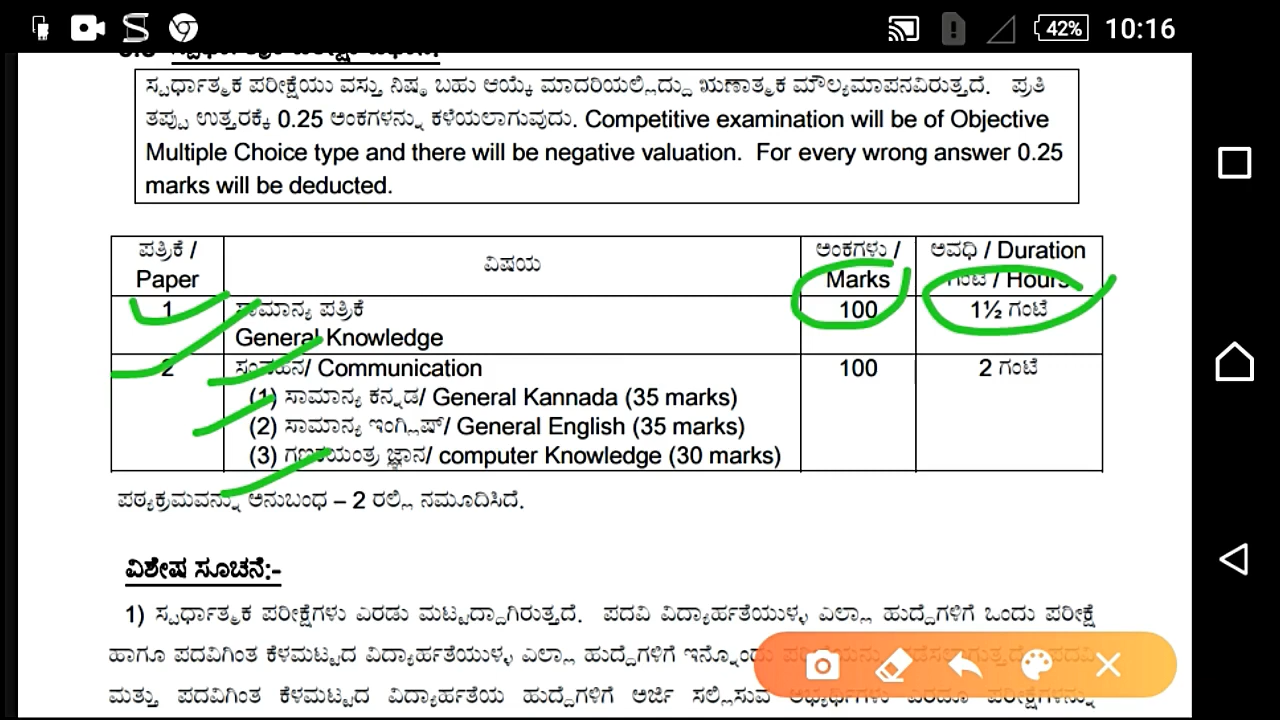 42% 10:16
ಸ್ಪರ್ಧಾತ್ಮಕ ಪರೀಕ್ಷೆಯು ವಸ್ತು ನಿಷ್ಠ ಬಹು ಆಯ್ಕೆ ಮಾದರಿಯಲ್ಲಿದ್ದು ಋಣಾತ್ಮಕ ಮೌಲ್ಯಮಾಪನವಿರುತ್ತದೆ. ಪ್ರತಿ
ತಪ್ಪು ಉತ್ತರಕ್ಕೆ 0.25 ಅಂಕಗಳನ್ನು ಕಳೆಯಲಾಗುವುದು. Competitive examination will be of Objective
Multiple Choice type and there will be negative valuation. For every wrong answer 0.25
marks will be deducted.
ಪತ್ರಿಕೆ / Paper ವಿಷಯ ಅಂಕಗಳು / Marks ಅವಧಿ / Duration ಗಂಟೆ / Hours
1 ಸಾಮಾನ್ಯ ಪತ್ರಿಕೆ 100 1½ ಗಂಟೆ
General Knowledge
2 ಸಂವಹನ/ Communication 100 2 ಗಂಟೆ
(1) ಸಾಮಾನ್ಯ ಕನ್ನಡ/ General Kannada (35 marks)
(2) ಸಾಮಾನ್ಯ ಇಂಗ್ಲಿಷ್/ General English (35 marks)
(3) ಗಣಕಯಂತ್ರ ಜ್ಞಾನ/ computer Knowledge (30 marks)
ಪಠ್ಯಕ್ರಮವನ್ನು ಅನುಬಂಧ – 2 ರಲ್ಲಿ ನಮೂದಿಸಿದೆ.
ವಿಶೇಷ ಸೂಚನೆ:-
1) ಸ್ಪರ್ಧಾತ್ಮಕ ಪರೀಕ್ಷೆಗಳು ಎರಡು ಮಟ್ಟದ್ದಾಗಿರುತ್ತದೆ. ಪದವಿ ವಿದ್ಯಾರ್ಹತೆಯುಳ್ಳ ಎಲ್ಲಾ ಹುದ್ದೆಗಳಿಗೆ ಒಂದು ಪರೀಕ್ಷೆ
ಹಾಗೂ ಪದವಿಗಿಂತ ಕೆಳಮಟ್ಟದ ವಿದ್ಯಾರ್ಹತೆಯುಳ್ಳ ಎಲ್ಲಾ ಹುದ್ದೆಗಳಿಗೆ ಇನ್ನೊಂದು
ಮತ್ತು ಪದವಿಗಿಂತ ಕೆಳಮಟ್ಟದ ವಿದ್ಯಾರ್ಹತೆಯ ಹುದ್ದೆಗಳಿಗೆ ಅರ್ಜಿ ಸಲ್ಲಿಸುವ